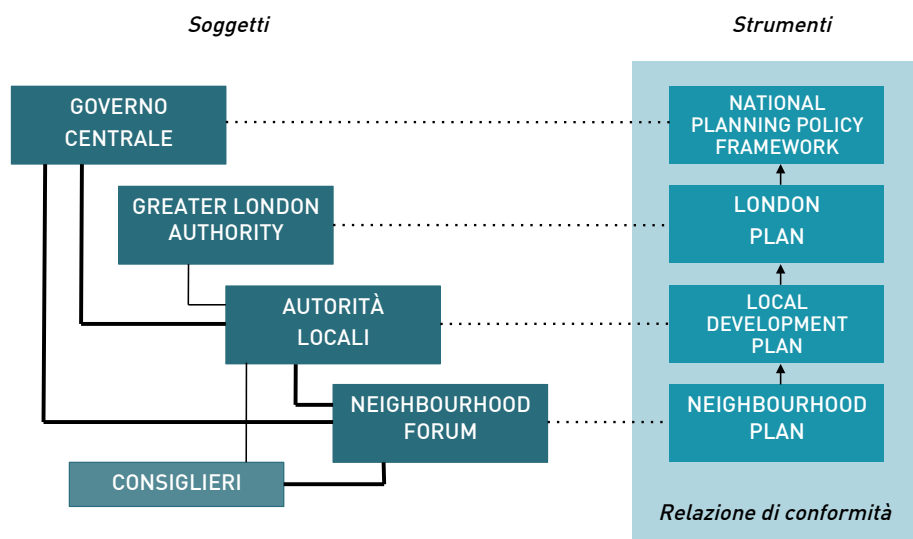 Soggetti
Strumenti
GOVERNO
CENTRALE
NATIONAL
PLANNING POLICY
FRAMEWORK
GREATER LONDON
AUTHORITY
LONDON
PLAN
AUTORITÀ
LOCALI
LOCAL
DEVELOPMENT
PLAN
NEIGHBOURHOOD
FORUM
NEIGHBOURHOOD
PLAN
CONSIGLIERI
Relazione di conformità